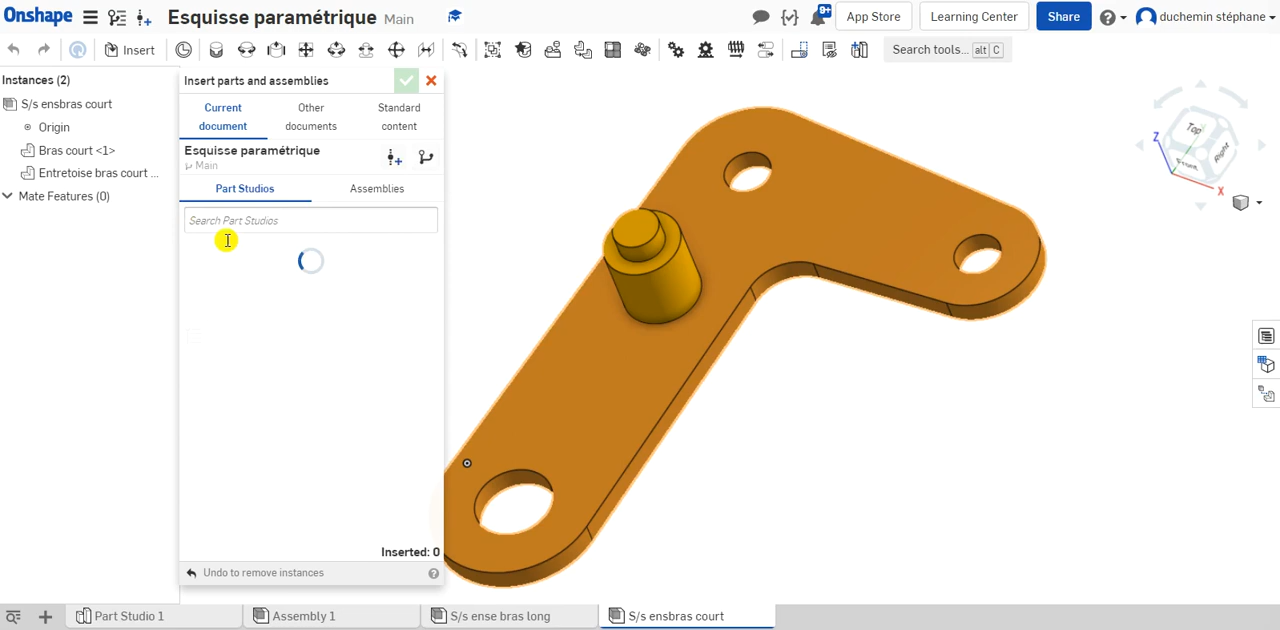 Onshape Esquisse paramétrique Main 9+ App Store Learning Center Share duchemin stéphane
Insert Search tools... alt C
Instances (2)
S/s ensbras court
Origin
Bras court <1>
Entretoise bras court ...
Mate Features (0)
Insert parts and assemblies
Current document
Other documents
Standard content
Esquisse paramétrique
Main
Part Studios Assemblies
Search Part Studios
Inserted: 0
Undo to remove instances
Top
Front
Right
Z
X
Part Studio 1 Assembly 1 S/s ense bras long S/s ensbras court